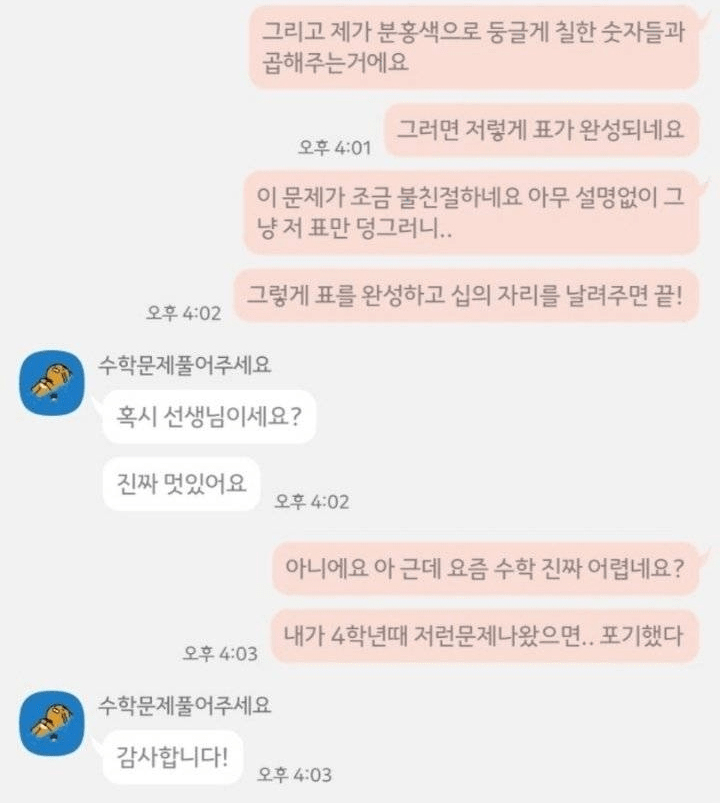 그리고 제가 분홍색으로 둥글게 칠한 숫자들과
곱해주는거에요
그러면 저렇게 표가 완성되네요
오후 4:01
이 문제가 조금 불친절하네요 아무 설명없이 그
냥 저 표만 덩그러니..
그렇게 표를 완성하고 십의 자리를 날려주면 끝!
오후 4:02
수학문제풀어주세요
혹시 선생님이세요?
진짜 멋있어요
오후 4:02
아니에요 아 근데 요즘 수학 진짜 어렵네요?
내가 4학년때 저런문제나왔으면.. 포기했다
오후 4:03
수학문제풀어주세요
감사합니다!
오후 4:03